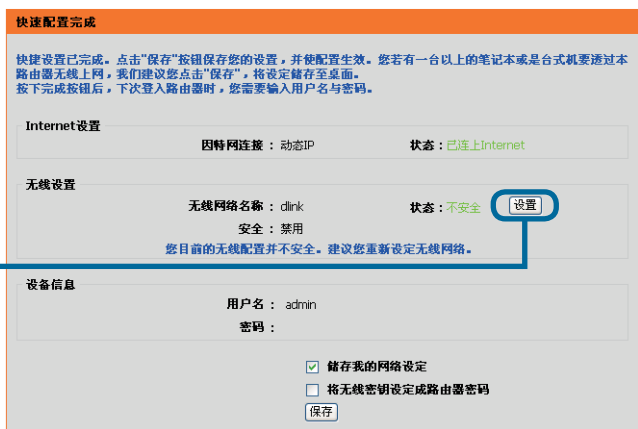 快速配置完成
快捷设置已完成。点击"保存"按钮保存您的设置，并使配置生效。您若有一台以上的笔记本或是台式机要透过本
路由器无线上网，我们建议您点击"保存"，将设定储存至桌面。
按下完成按钮后，下次登入路由器时，您需要输入用户名与密码。
Internet设置
因特网连接： 动态IP 状态：已连上Internet
无线设置
无线网络名称： dlink 状态：不安全 设置
安全： 禁用
您目前的无线配置并不安全。建议您重新设定无线网络。
设备信息
用户名： admin
密码：
储存我的网络设定
将无线密钥设定成路由器密码
保存